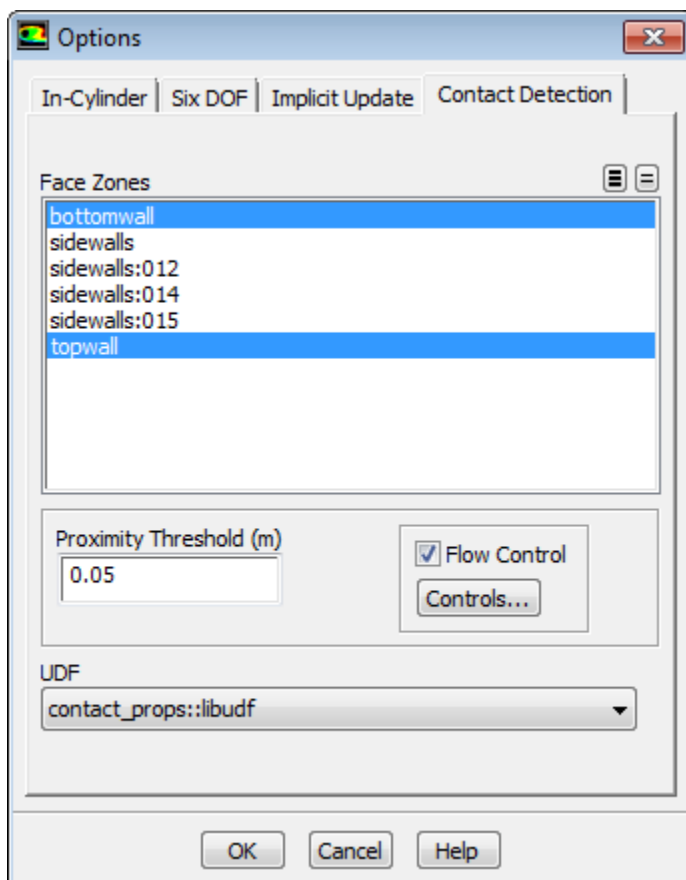 Options
In-Cylinder Six DOF Implicit Update Contact Detection
Face Zones
bottomwall
sidewalls
sidewalls:012
sidewalls:014
sidewalls:015
topwall
Proximity Threshold (m)
0.05
Flow Control
Controls...
UDF
contact_props::libudf
OK Cancel Help